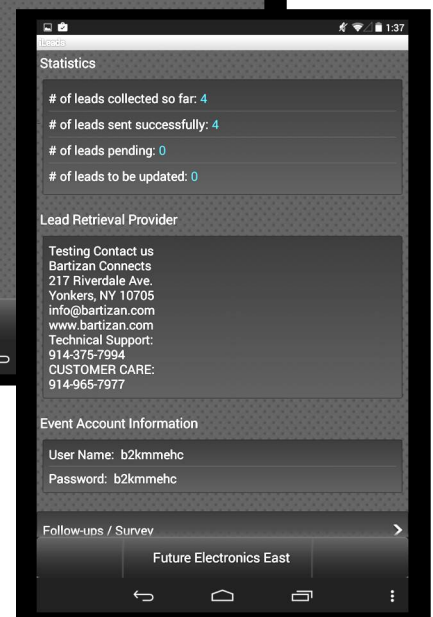 1:37
iLeads
Statistics
# of leads collected so far: 4
# of leads sent successfully: 4
# of leads pending: 0
# of leads to be updated: 0
Lead Retrieval Provider
Testing Contact us
Bartizan Connects
217 Riverdale Ave.
Yonkers, NY 10705
info@bartizan.com
www.bartizan.com
Technical Support:
914-375-7994
CUSTOMER CARE:
914-965-7977
Event Account Information
User Name: b2kmmehc
Password: b2kmmehc
Follow-ups / Survey
Future Electronics East